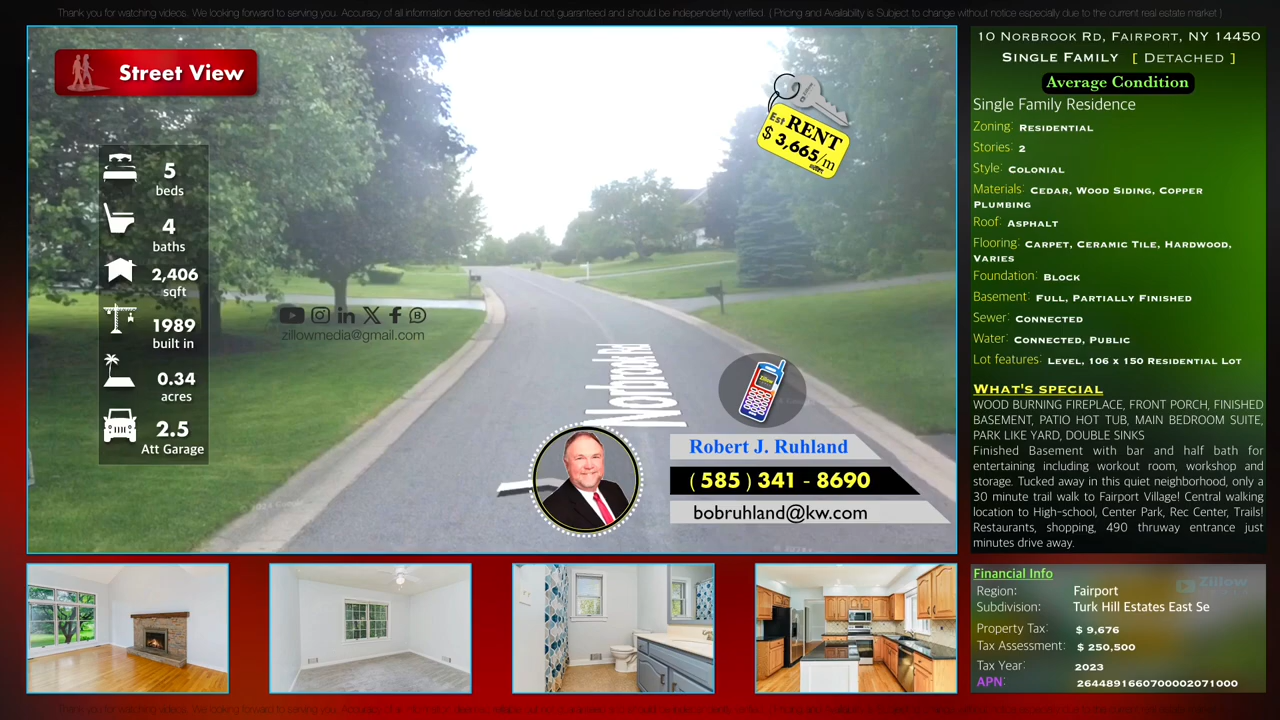 Thank you for watching videos. We looking forward to serving you. Accuracy of all information deemed reliable but not guaranteed and should be independently verified. ( Pricing and Availability is Subject to change without notice especially due to the current real estate market )
Street View
Est RENT
$ 3,665/m
5
beds
4
baths
2,406
sqft
1989
built in
0.34
acres
2.5
Att Garage
zillowmedia@gmail.com
Norbrook Rd
Zillow
Robert J. Ruhland
( 585 ) 341 - 8690
bobruhland@kw.com
10 Norbrook Rd, Fairport, NY 14450
Single Family [ Detached ]
Average Condition
Single Family Residence
Zoning: Residential
Stories: 2
Style: Colonial
Materials: Cedar, Wood Siding, Copper
Plumbing
Roof: Asphalt
Flooring: Carpet, Ceramic Tile, Hardwood,
Varies
Foundation: Block
Basement: Full, Partially Finished
Sewer: Connected
Water: Connected, Public
Lot features: Level, 106 x 150 Residential Lot
What's special
WOOD BURNING FIREPLACE, FRONT PORCH, FINISHED
BASEMENT, PATIO HOT TUB, MAIN BEDROOM SUITE,
PARK LIKE YARD, DOUBLE SINKS
Finished Basement with bar and half bath for
entertaining including workout room, workshop and
storage. Tucked away in this quiet neighborhood, only a
30 minute trail walk to Fairport Village! Central walking
location to High-school, Center Park, Rec Center, Trails!
Restaurants, shopping, 490 thruway entrance just
minutes drive away.
Financial Info
Zillow
Region: Fairport
Subdivision: Turk Hill Estates East Se
Property Tax: $ 9,676
Tax Assessment: $ 250,500
Tax Year: 2023
APN: 2644891660700002071000